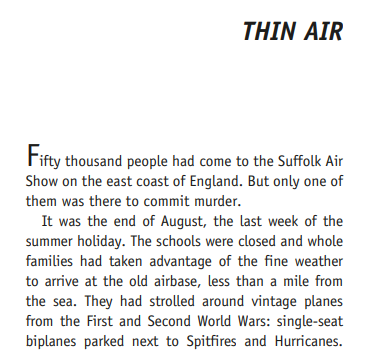 THIN AIR
Fifty thousand people had come to the Suffolk Air
Show on the east coast of England. But only one of
them was there to commit murder.
It was the end of August, the last week of the
summer holiday. The schools were closed and whole
families had taken advantage of the fine weather
to arrive at the old airbase, less than a mile from
the sea. They had strolled around vintage planes
from the First and Second World Wars: single-seat
biplanes parked next to Spitfires and Hurricanes.